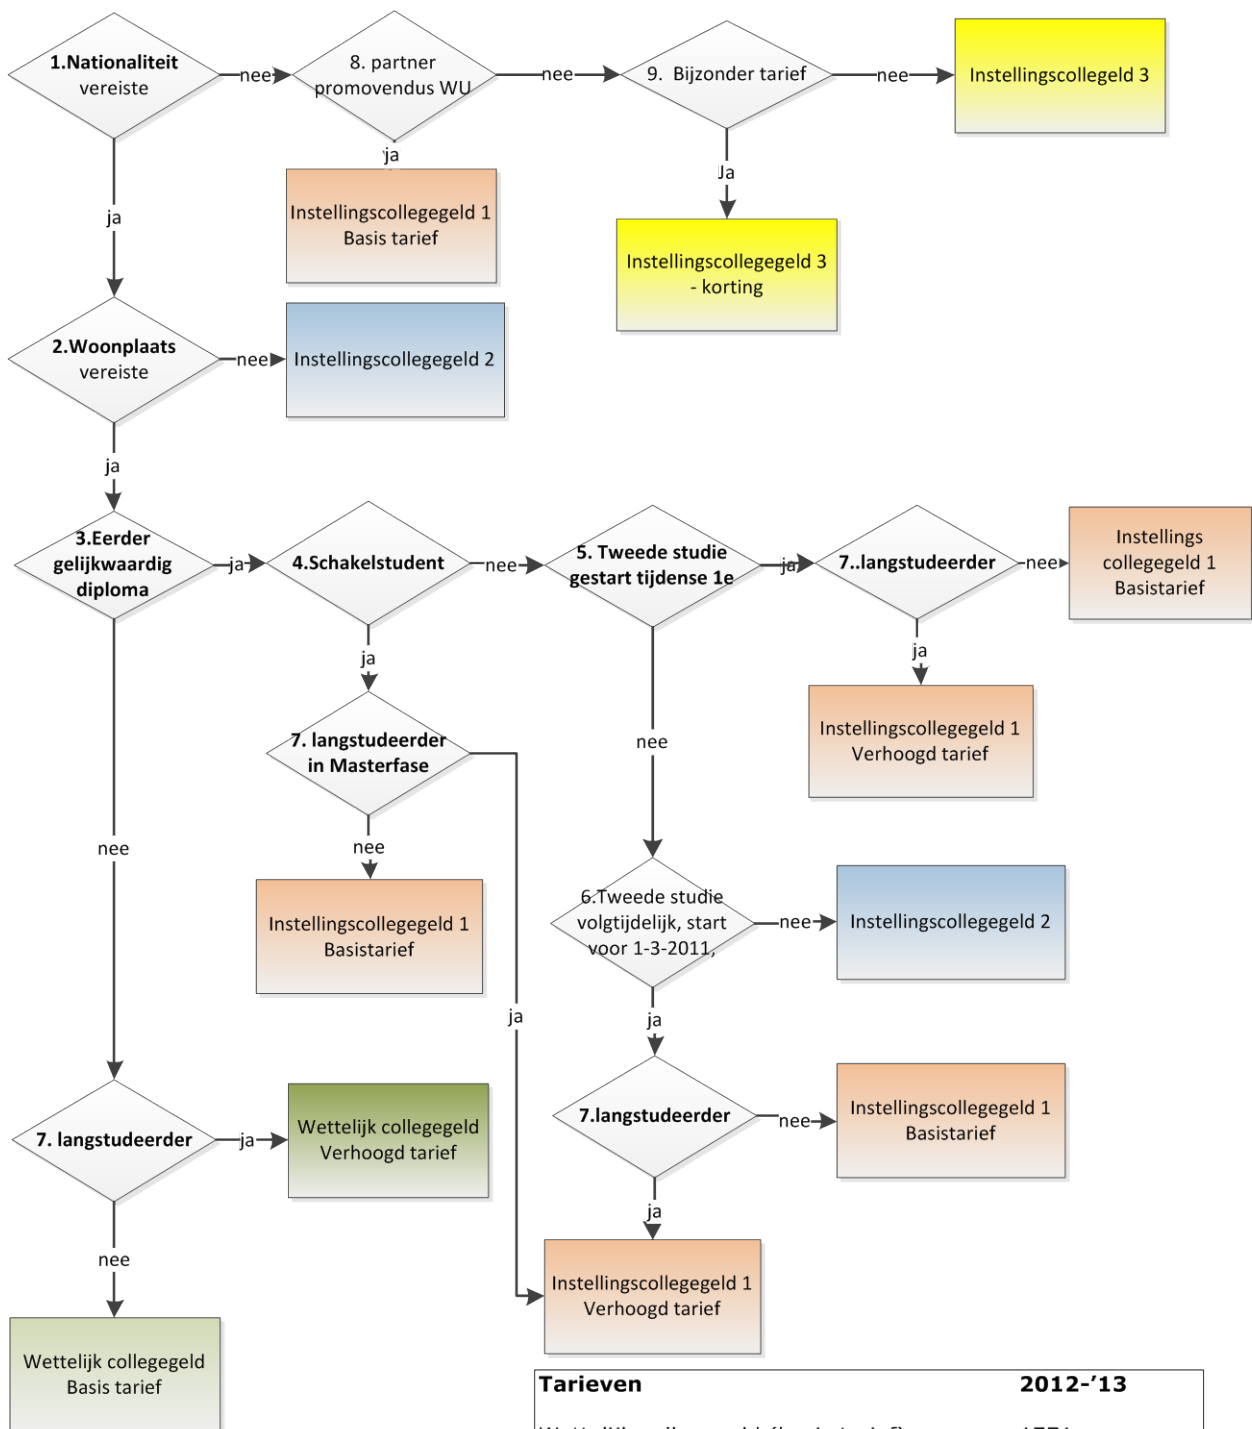 1.Nationaliteit
vereiste
nee
8. partner
promovendus WU
nee
9. Bijzonder tarief
nee
Instellingscollegeld 3
ja
Instellingscollegegeld 1
Basis tarief
Ja
Instellingscollegegeld 3
- korting
ja
2.Woonplaats
vereiste
nee
Instellingscollegegeld 2
ja
3.Eerder
gelijkwaardig
diploma
ja
4.Schakelstudent
nee
5. Tweede studie
gestart tijdense 1e
ja
7..langstudeerder
nee
Instellings
collegegeld 1
Basistarief
ja
Instellingscollegegeld 1
Verhoogd tarief
ja
7. langstudeerder
in Masterfase
nee
nee
nee
Instellingscollegegeld 1
Basistarief
ja
6.Tweede studie
volgtijdelijk, start
voor 1-3-2011,
nee
Instellingscollegegeld 2
ja
7.langstudeerder
nee
Instellingscollegegeld 1
Basistarief
ja
Instellingscollegegeld 1
Verhoogd tarief
7. langstudeerder
ja
Wettelijk collegegeld
Verhoogd tarief
nee
Wettelijk collegegeld
Basis tarief
Tarieven 2012-’13